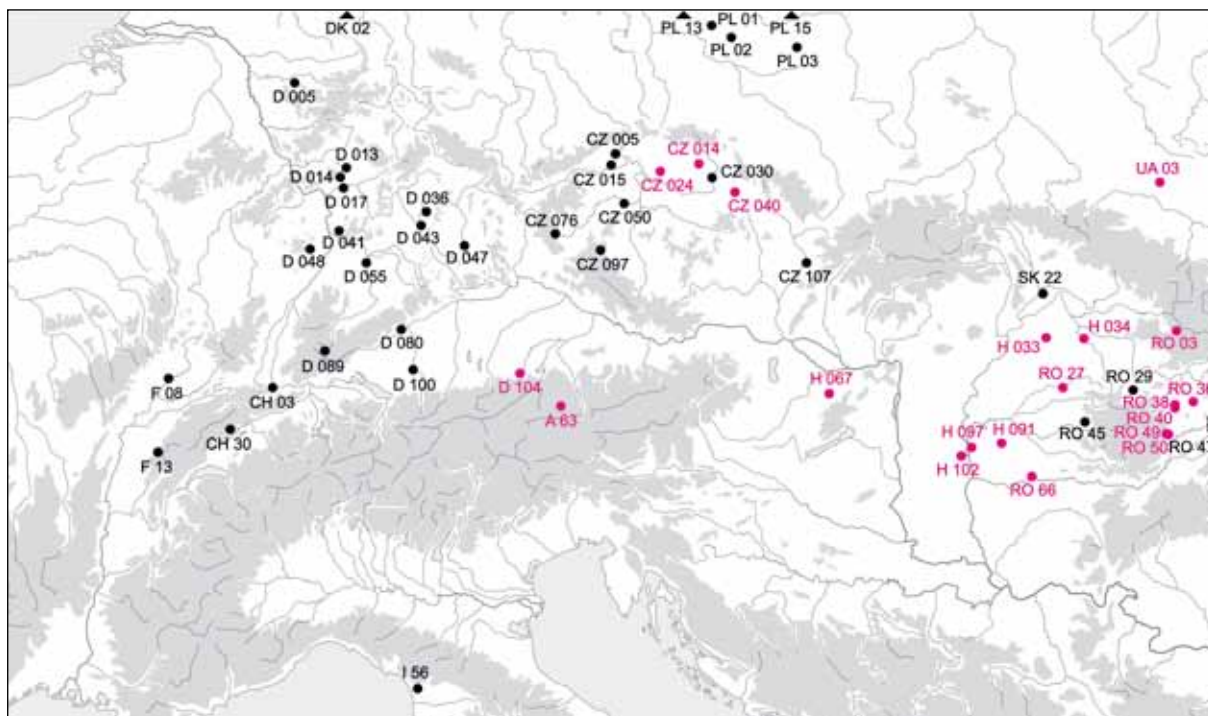 PL 01
PL 13
PL 15
DK 02
PL 02
PL 03
D 005
CZ 005
CZ 014
D 013
CZ 030
D 014
CZ 015
CZ 024
UA 03
D 017
CZ 040
D 036
CZ 050
CZ 076
D 041
D 043
D 048
D 047
CZ 097
D 055
CZ 107
SK 22
H 034
D 080
RO 03
H 033
D 089
D 100
D 104
RO 27
RO 29
H 067
F 08
RO 36
CH 03
RO 38
A 63
RO 40
H 097
H 091
RO 45
RO 49
CH 30
RO 50
RO 47
F 13
H 102
RO 66
I 56